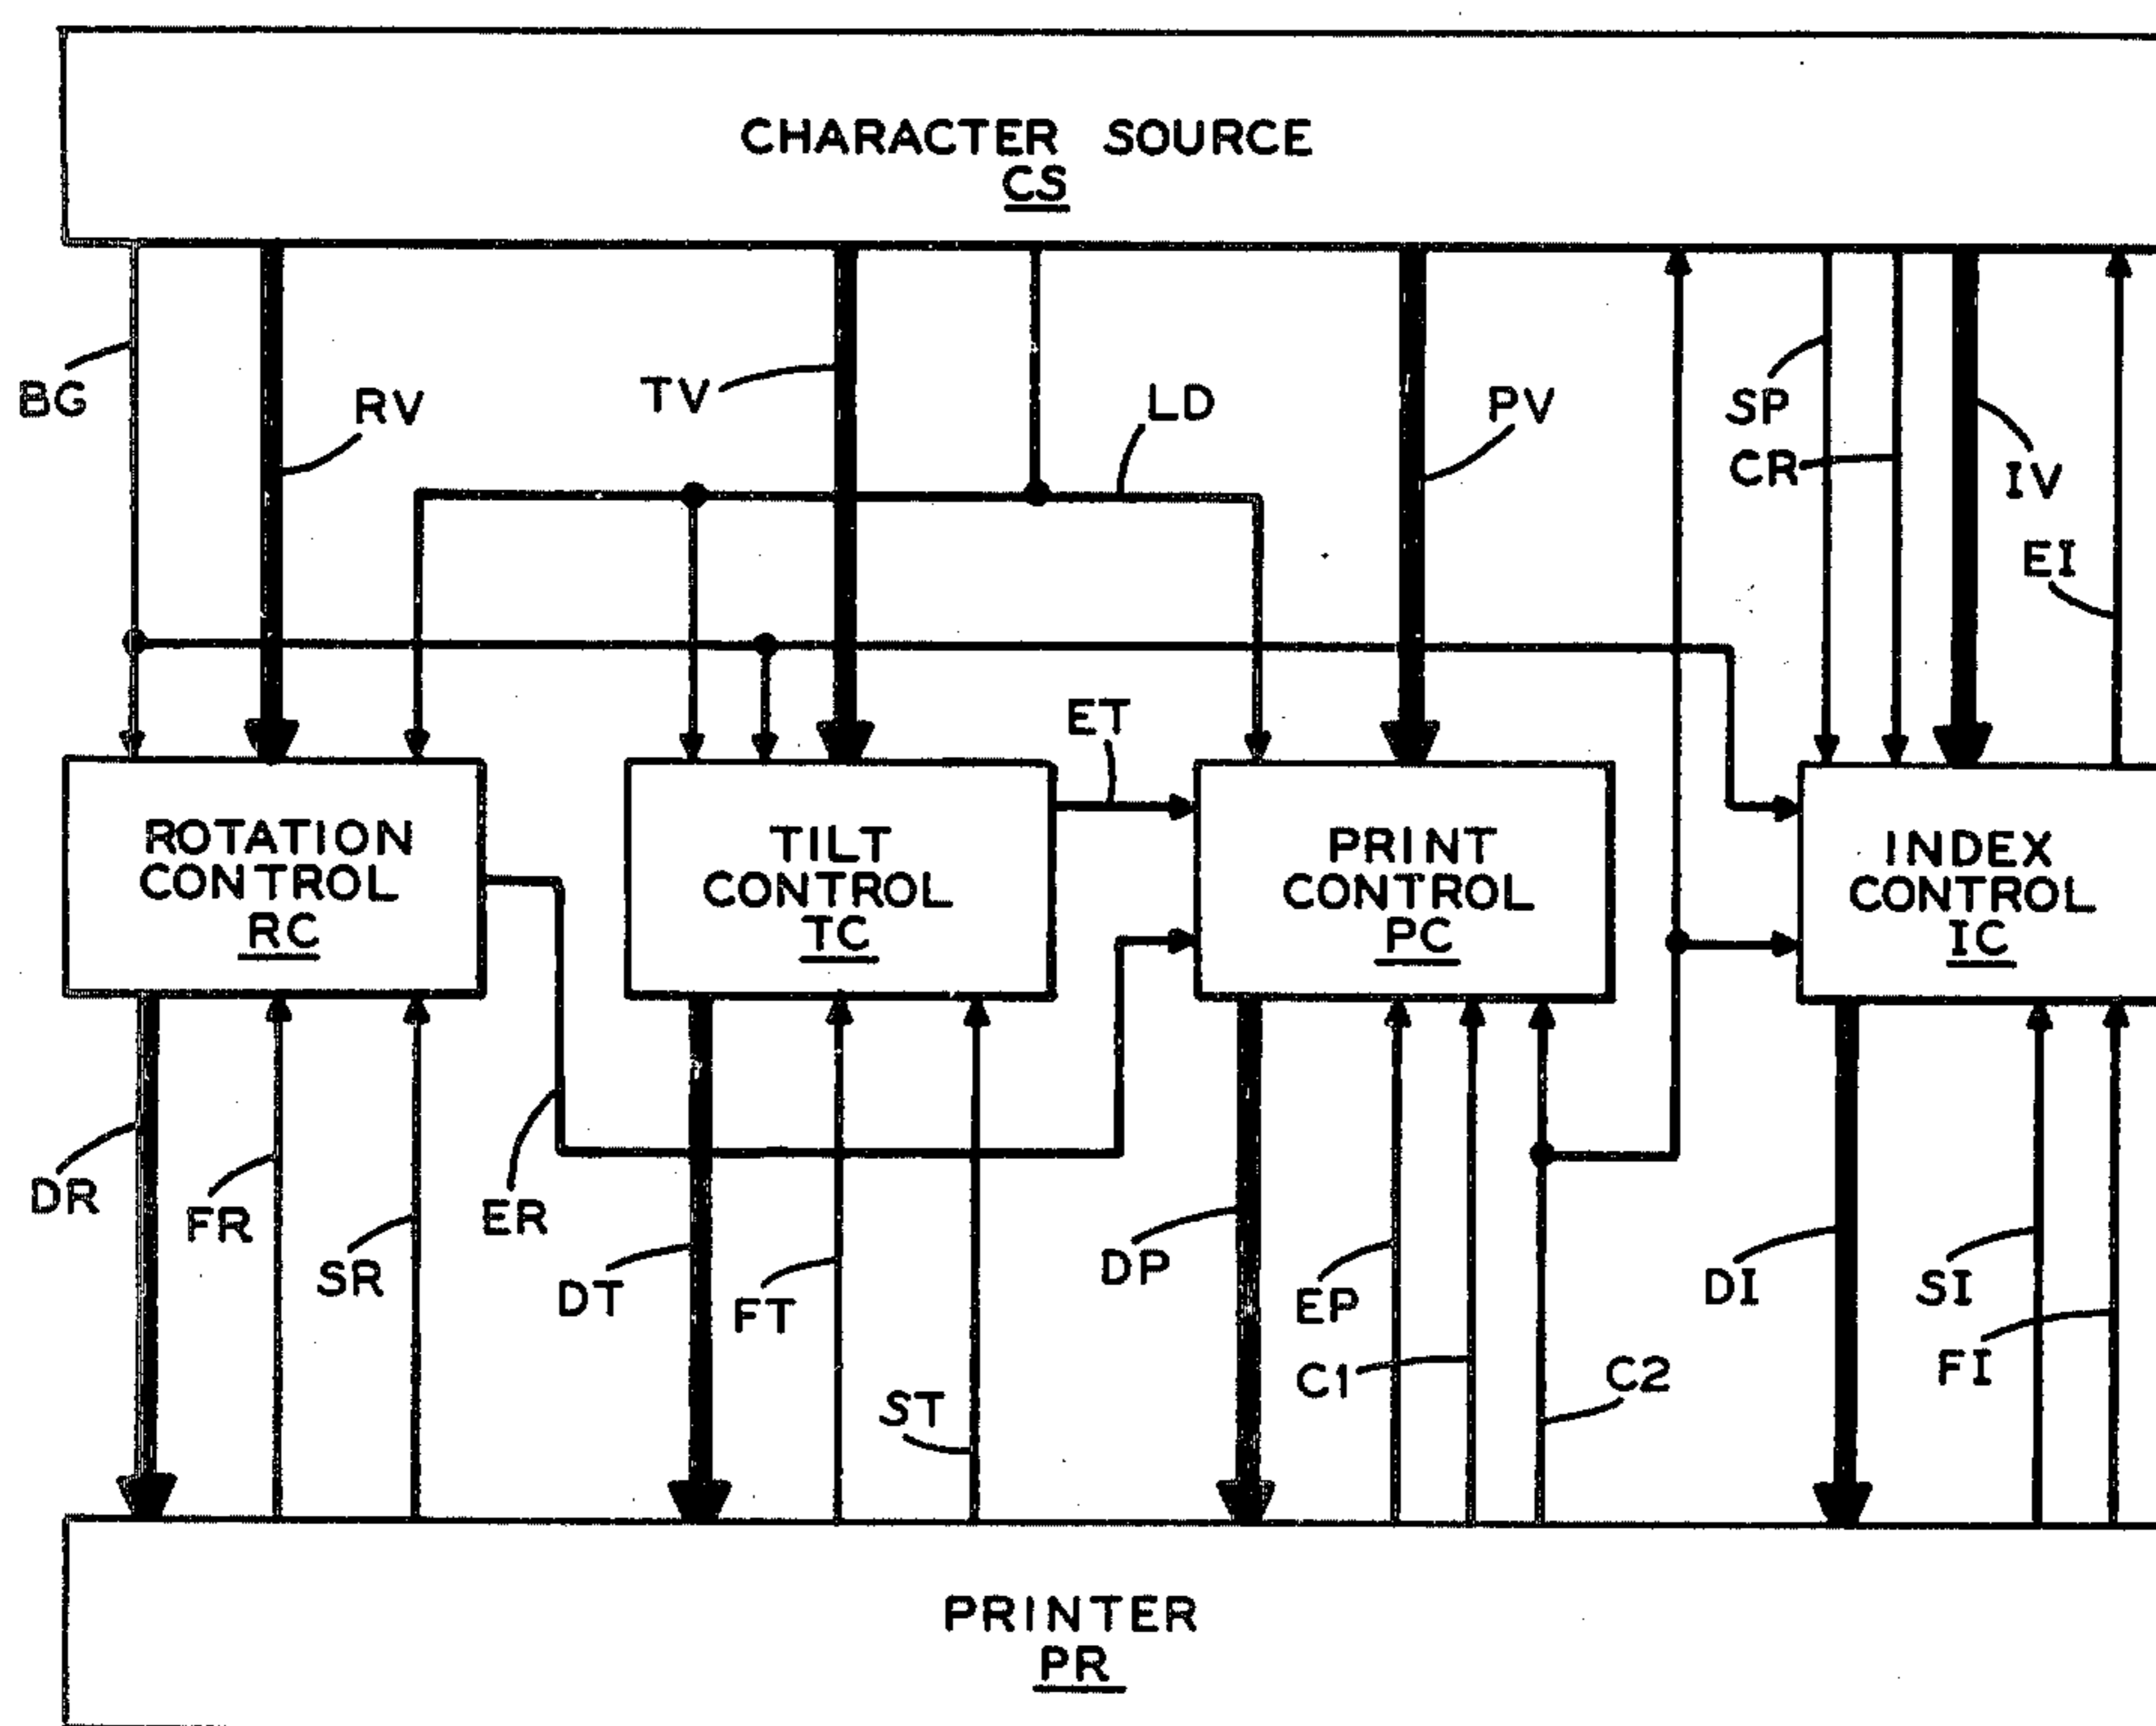 CHARACTER SOURCE
CS
BG
RV
TV
LD
PV
SP
CR
IV
EI
ET
ROTATION
CONTROL
RC
TILT
CONTROL
TC
PRINT
CONTROL
PC
INDEX
CONTROL
IC
DR
FR
SR
ER
DT
FT
ST
DP
EP
C1
C2
DI
SI
FI
PRINTER
PR